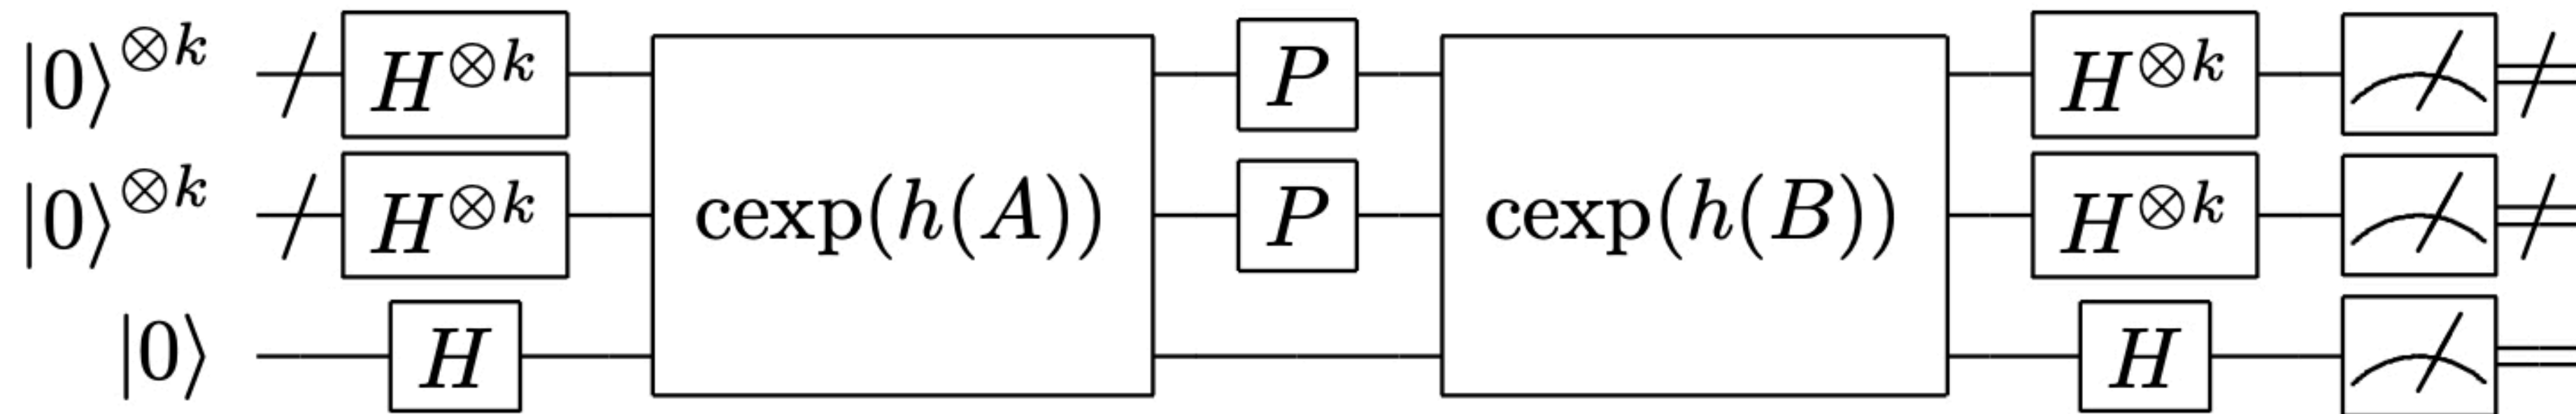 |0⟩^{⊗k} H^{⊗k} cexp(h(A)) P cexp(h(B)) H^{⊗k}
|0⟩^{⊗k} H^{⊗k} P H^{⊗k}
|0⟩ H H